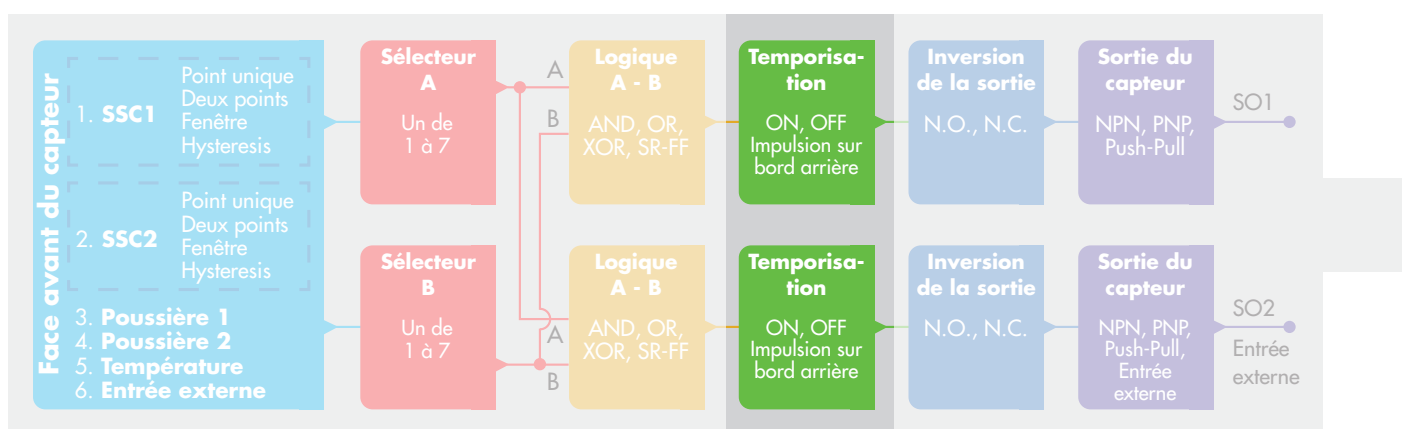 Face avant du capteur
1. SSC1
Point unique
Deux points
Fenêtre
Hysteresis
2. SSC2
Point unique
Deux points
Fenêtre
Hysteresis
3. Poussière 1
4. Poussière 2
5. Température
6. Entrée externe
Sélecteur
A
Un de
1 à 7
Sélecteur
B
Un de
1 à 7
A
B
A
B
Logique
A - B
AND, OR,
XOR, SR-FF
Logique
A - B
AND, OR,
XOR, SR-FF
Temporisa-
tion
ON, OFF
Impulsion sur
bord arrière
Temporisa-
tion
ON, OFF
Impulsion sur
bord arrière
Inversion
de la sortie
N.O., N.C.
Inversion
de la sortie
N.O., N.C.
Sortie du
capteur
NPN, PNP,
Push-Pull
Sortie du
capteur
NPN, PNP,
Push-Pull,
Entrée
externe
SO1
SO2
Entrée
externe